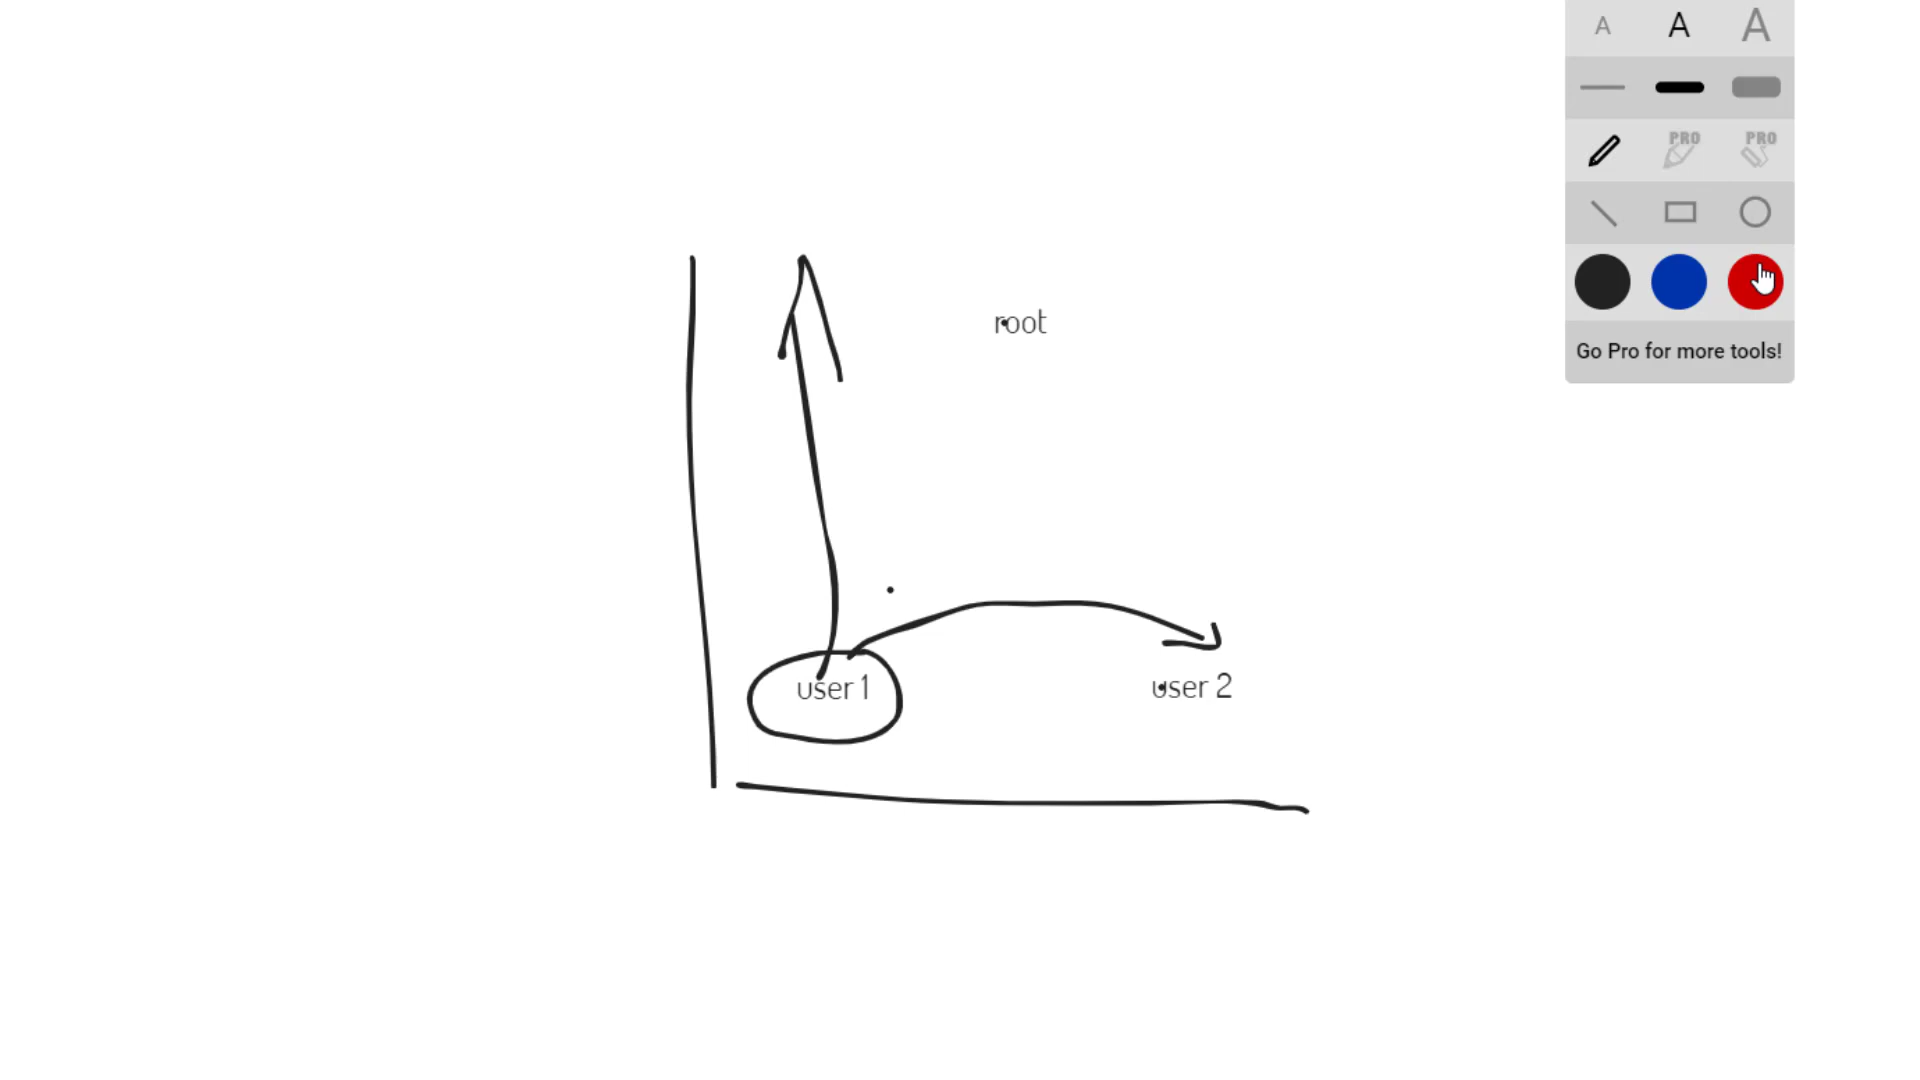 A A A
PRO PRO
Go Pro for more tools!
root
user 1
user 2